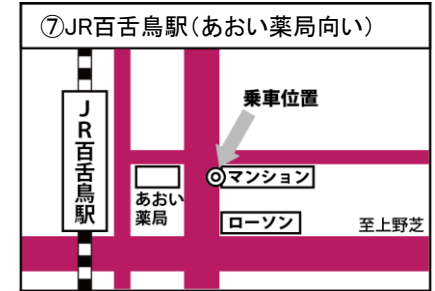 ⑦JR百舌鳥駅（あおい薬局向い）
乗車位置
JR百舌鳥駅
◎マンション
あおい
薬局
ローソン
至上野芝